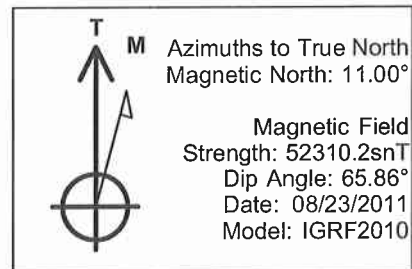 T
M
Azimuths to True North
Magnetic North: 11.00°
Magnetic Field
Strength: 52310.2snT
Dip Angle: 65.86°
Date: 08/23/2011
Model: IGRF2010